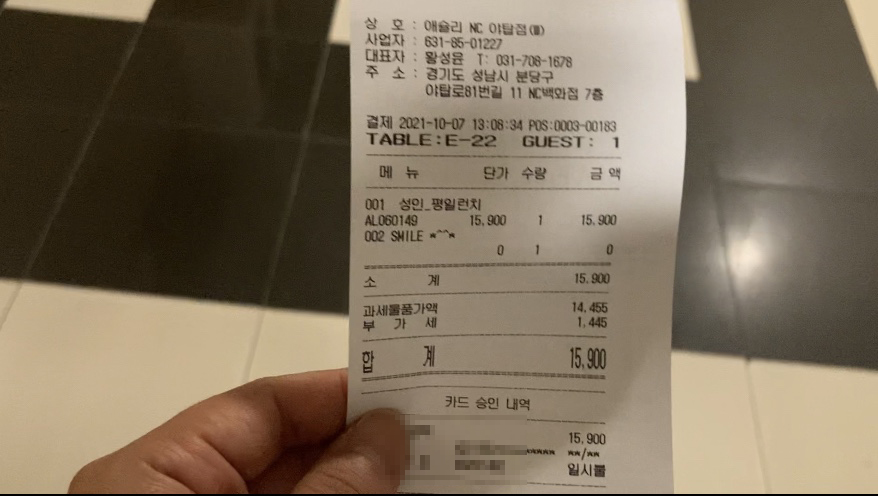 상 호 : 애슐리 NC 야탑점(W)
사업자 : 631-85-01227
대표자 : 황성윤 T: 031-708-1678
주 소 : 경기도 성남시 분당구
야탑로81번길 11 NC백화점 7층
결제 2021-10-07 13:06:34 POS:0003-00183
TABLE:E-22 GUEST: 1
메 뉴 단가 수량 금 액
001 성인_평일런치
AL060149 15,900 1 15,900
002 SMILE *^^*
0 1 0
소 계 15,900
과세물품가액 14,455
부 가 세 1,445
합 계 15,900
카드 승인 내역
15,900
**/**
일시불